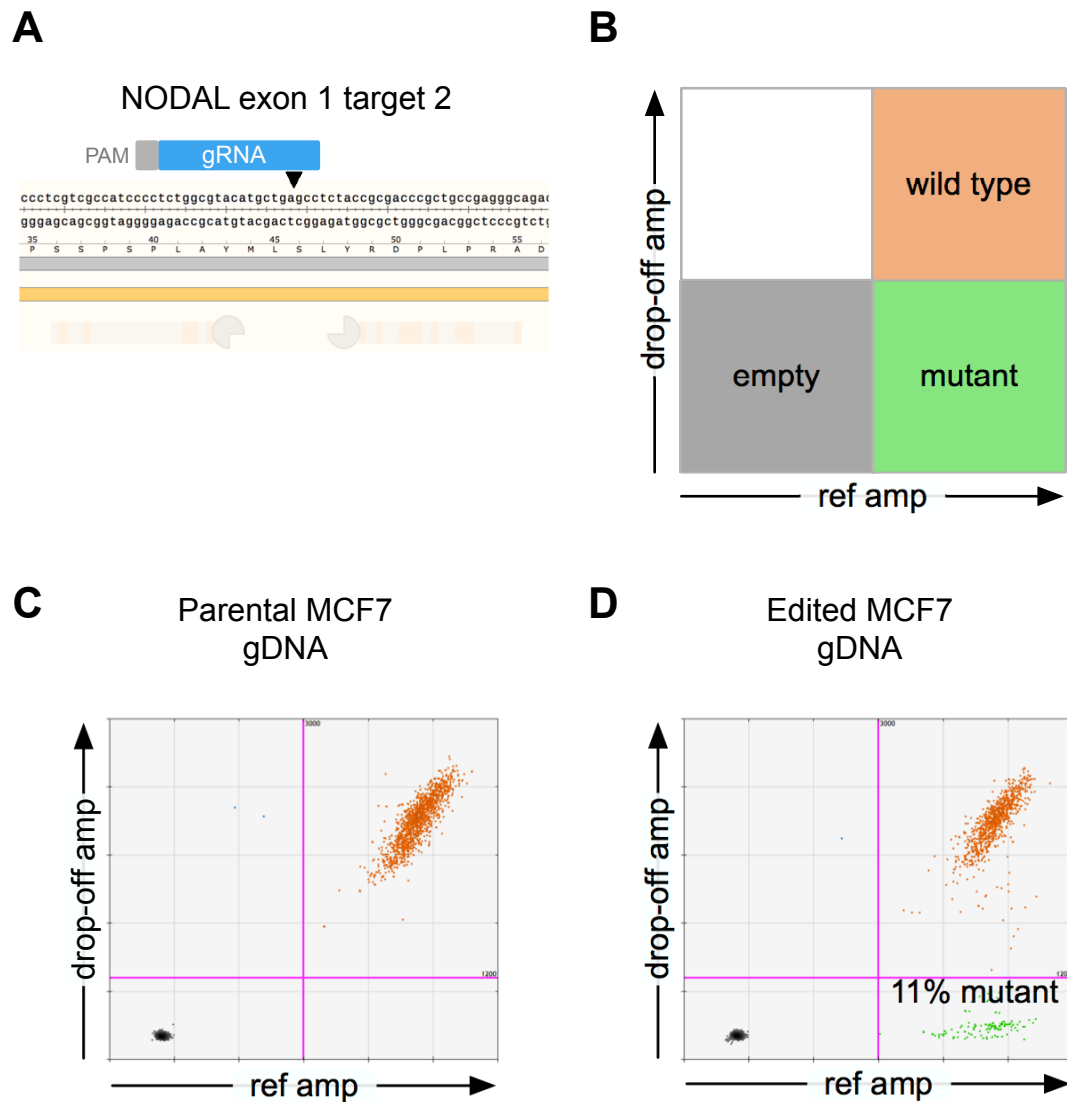 A
NODAL exon 1 target 2
PAM
gRNA
ccctcgtcgccatcccctctggcgtacatgctgagcctctaccgcgacccgctgccgagggcagac
gggagcagcggtaggggagaccgcatgtacgactcggagatggcgctgggcgacggctcccgtctg
35 40 45 50 55
P S S P S P L A Y M L S L Y R D P L P R A D
B
drop-off amp
wild type
empty
mutant
ref amp
C
Parental MCF7
gDNA
drop-off amp
3000
1200
ref amp
D
Edited MCF7
gDNA
drop-off amp
3000
120
11% mutant
ref amp